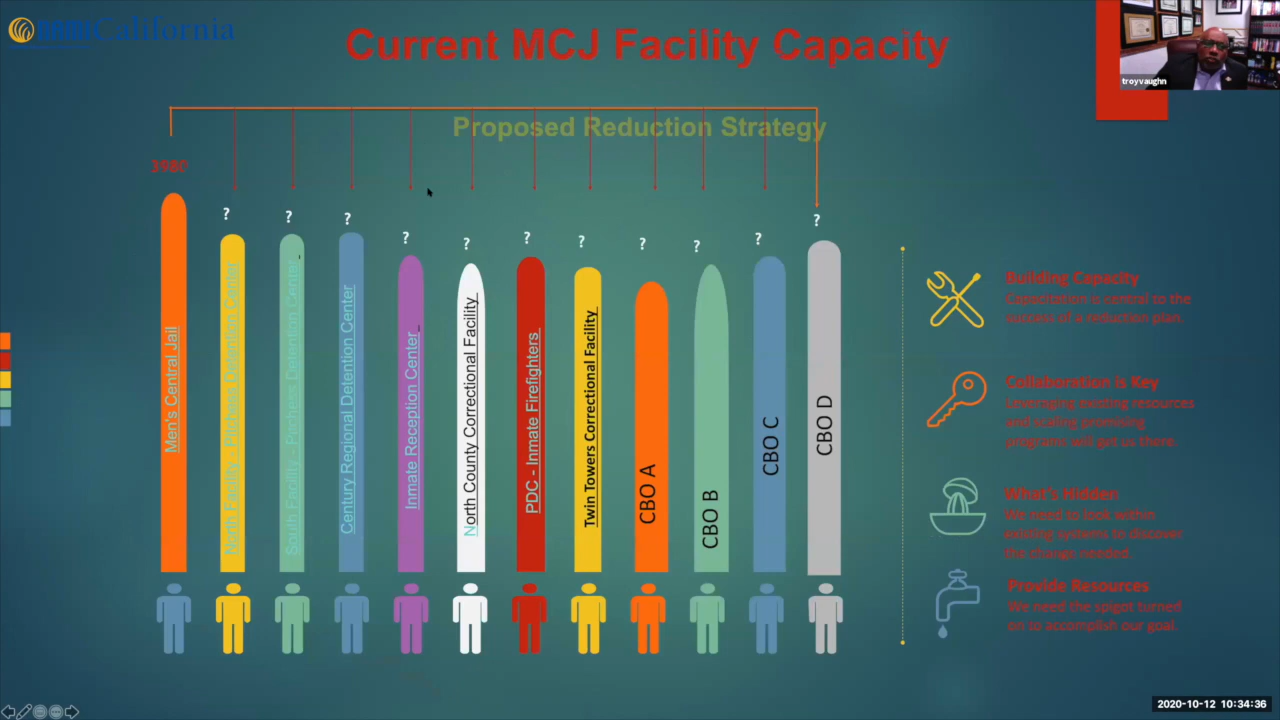 California
Current MCJ Facility Capacity
troyvaughn
Proposed Reduction Strategy
3980
? ? ? ? ? ? ? ? ? ? ?
Men's Central Jail
North Facility - Pitchess Detention Center
South Facility - Pitchess Detention Center
Century Regional Detention Center
Inmate Reception Center
North County Correctional Facility
PDC - Inmate Firefighters
Twin Towers Correctional Facility
CBO A
CBO B
CBO C
CBO D
Building Capacity
Capacitation is central to the
success of a reduction plan.
Collaboration is Key
Leveraging existing resources
and scaling promising
programs will get us there.
What's Hidden
We need to look within
existing systems to discover
the change needed.
Provide Resources
We need the spigot turned
on to accomplish our goal.
2020-10-12 10:34:36